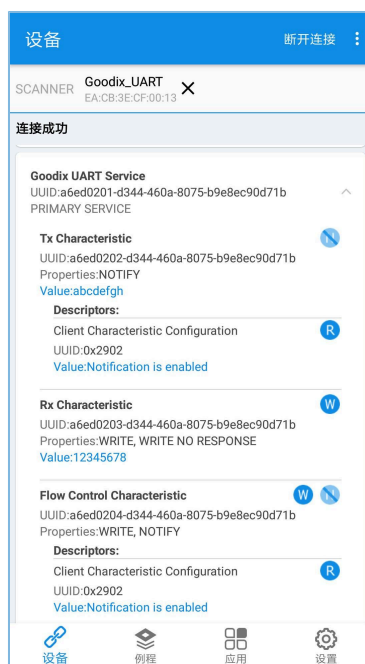 设备
断开连接
SCANNER
Goodix_UART
EA:CB:3E:CF:00:13
连接成功
Goodix UART Service
UUID:a6ed0201-d344-460a-8075-b9e8ec90d71b
PRIMARY SERVICE
Tx Characteristic
UUID:a6ed0202-d344-460a-8075-b9e8ec90d71b
Properties:NOTIFY
Value:abcdefgh
Descriptors:
Client Characteristic Configuration
R
UUID:0x2902
Value:Notification is enabled
Rx Characteristic
W
UUID:a6ed0203-d344-460a-8075-b9e8ec90d71b
Properties:WRITE, WRITE NO RESPONSE
Value:12345678
Flow Control Characteristic
W
UUID:a6ed0204-d344-460a-8075-b9e8ec90d71b
Properties:WRITE, NOTIFY
Descriptors:
Client Characteristic Configuration
R
UUID:0x2902
Value:Notification is enabled
设备
例程
应用
设置